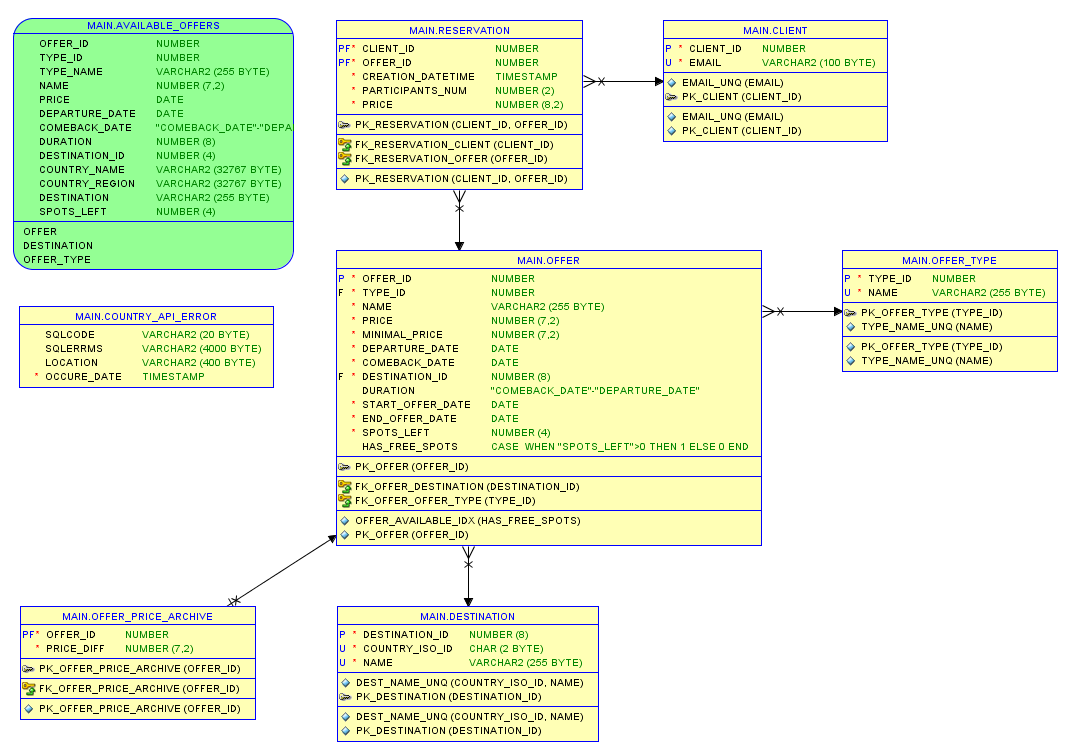 MAIN.AVAILABLE_OFFERS
OFFER_ID NUMBER
TYPE_ID NUMBER
TYPE_NAME VARCHAR2 (255 BYTE)
NAME NUMBER (7,2)
PRICE DATE
DEPARTURE_DATE DATE
COMEBACK_DATE "COMEBACK_DATE"-"DEPA
DURATION NUMBER (8)
DESTINATION_ID NUMBER (4)
COUNTRY_NAME VARCHAR2 (32767 BYTE)
COUNTRY_REGION VARCHAR2 (32767 BYTE)
DESTINATION VARCHAR2 (255 BYTE)
SPOTS_LEFT NUMBER (4)
OFFER
DESTINATION
OFFER_TYPE
MAIN.RESERVATION
PF* CLIENT_ID NUMBER
PF* OFFER_ID NUMBER
* CREATION_DATETIME TIMESTAMP
* PARTICIPANTS_NUM NUMBER (2)
* PRICE NUMBER (8,2)
PK_RESERVATION (CLIENT_ID, OFFER_ID)
FK_RESERVATION_CLIENT (CLIENT_ID)
FK_RESERVATION_OFFER (OFFER_ID)
PK_RESERVATION (CLIENT_ID, OFFER_ID)
MAIN.CLIENT
P * CLIENT_ID NUMBER
U * EMAIL VARCHAR2 (100 BYTE)
EMAIL_UNQ (EMAIL)
PK_CLIENT (CLIENT_ID)
EMAIL_UNQ (EMAIL)
PK_CLIENT (CLIENT_ID)
MAIN.COUNTRY_API_ERROR
SQLCODE VARCHAR2 (20 BYTE)
SQLERRMS VARCHAR2 (4000 BYTE)
LOCATION VARCHAR2 (400 BYTE)
* OCCURE_DATE TIMESTAMP
MAIN.OFFER
P * OFFER_ID NUMBER
F * TYPE_ID NUMBER
* NAME VARCHAR2 (255 BYTE)
* PRICE NUMBER (7,2)
* MINIMAL_PRICE NUMBER (7,2)
* DEPARTURE_DATE DATE
* COMEBACK_DATE DATE
F * DESTINATION_ID NUMBER (8)
DURATION "COMEBACK_DATE"-"DEPARTURE_DATE"
* START_OFFER_DATE DATE
* END_OFFER_DATE DATE
* SPOTS_LEFT NUMBER (4)
HAS_FREE_SPOTS CASE WHEN "SPOTS_LEFT">0 THEN 1 ELSE 0 END
PK_OFFER (OFFER_ID)
FK_OFFER_DESTINATION (DESTINATION_ID)
FK_OFFER_OFFER_TYPE (TYPE_ID)
OFFER_AVAILABLE_IDX (HAS_FREE_SPOTS)
PK_OFFER (OFFER_ID)
MAIN.OFFER_TYPE
P * TYPE_ID NUMBER
U * NAME VARCHAR2 (255 BYTE)
PK_OFFER_TYPE (TYPE_ID)
TYPE_NAME_UNQ (NAME)
PK_OFFER_TYPE (TYPE_ID)
TYPE_NAME_UNQ (NAME)
MAIN.OFFER_PRICE_ARCHIVE
PF* OFFER_ID NUMBER
* PRICE_DIFF NUMBER (7,2)
PK_OFFER_PRICE_ARCHIVE (OFFER_ID)
FK_OFFER_PRICE_ARCHIVE (OFFER_ID)
PK_OFFER_PRICE_ARCHIVE (OFFER_ID)
MAIN.DESTINATION
P * DESTINATION_ID NUMBER (8)
U * COUNTRY_ISO_ID CHAR (2 BYTE)
U * NAME VARCHAR2 (255 BYTE)
DEST_NAME_UNQ (COUNTRY_ISO_ID, NAME)
PK_DESTINATION (DESTINATION_ID)
DEST_NAME_UNQ (COUNTRY_ISO_ID, NAME)
PK_DESTINATION (DESTINATION_ID)